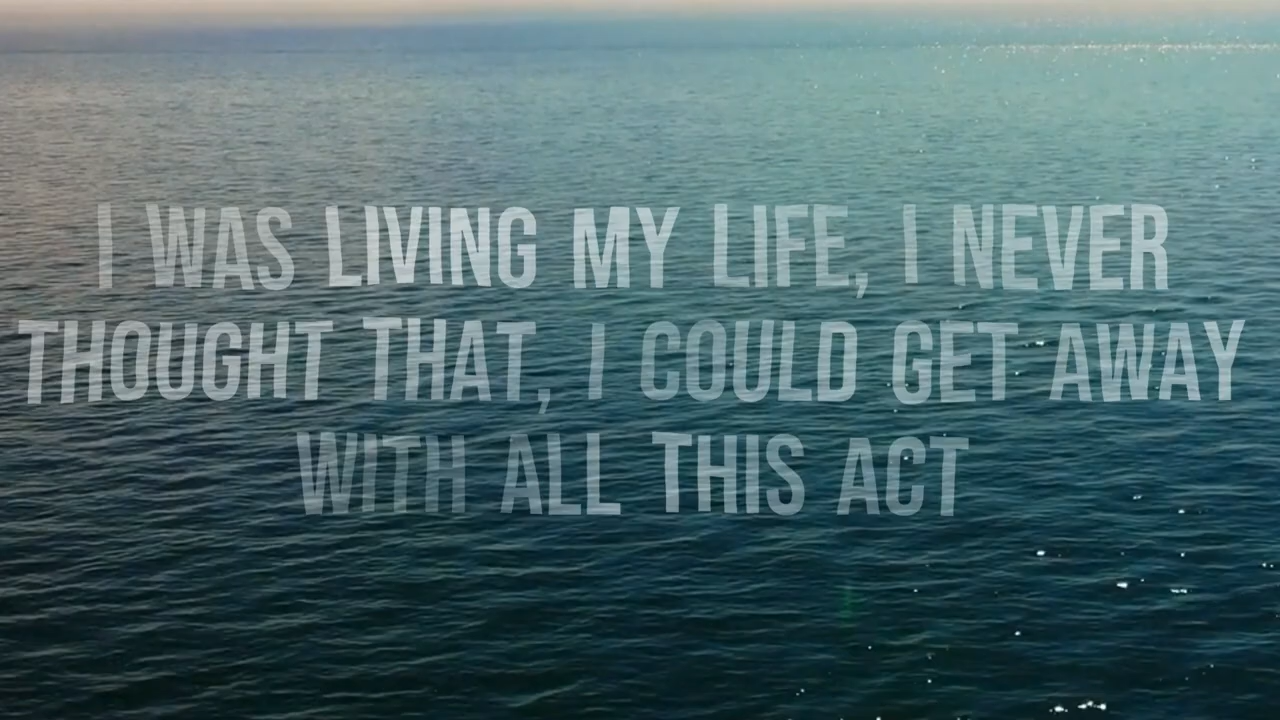 I WAS LIVING MY LIFE, I NEVER
THOUGHT THAT, I COULD GET AWAY
WITH ALL THIS ACT